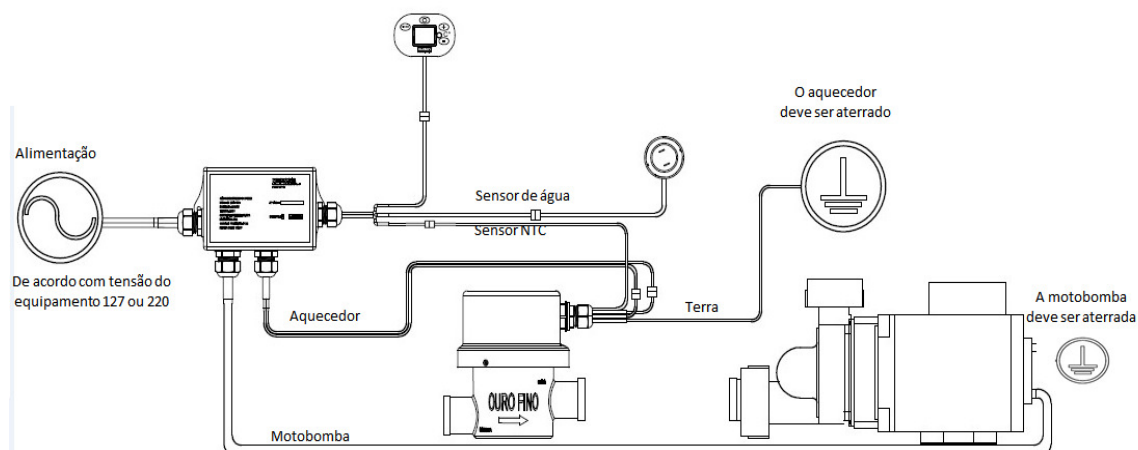 O aquecedor
deve ser aterrado
Alimentação
Sensor de água
Sensor NTC
De acordo com tensão do
equipamento 127 ou 220
Aquecedor
Terra
A motobomba
deve ser aterrada
OURO FINO
Motobomba